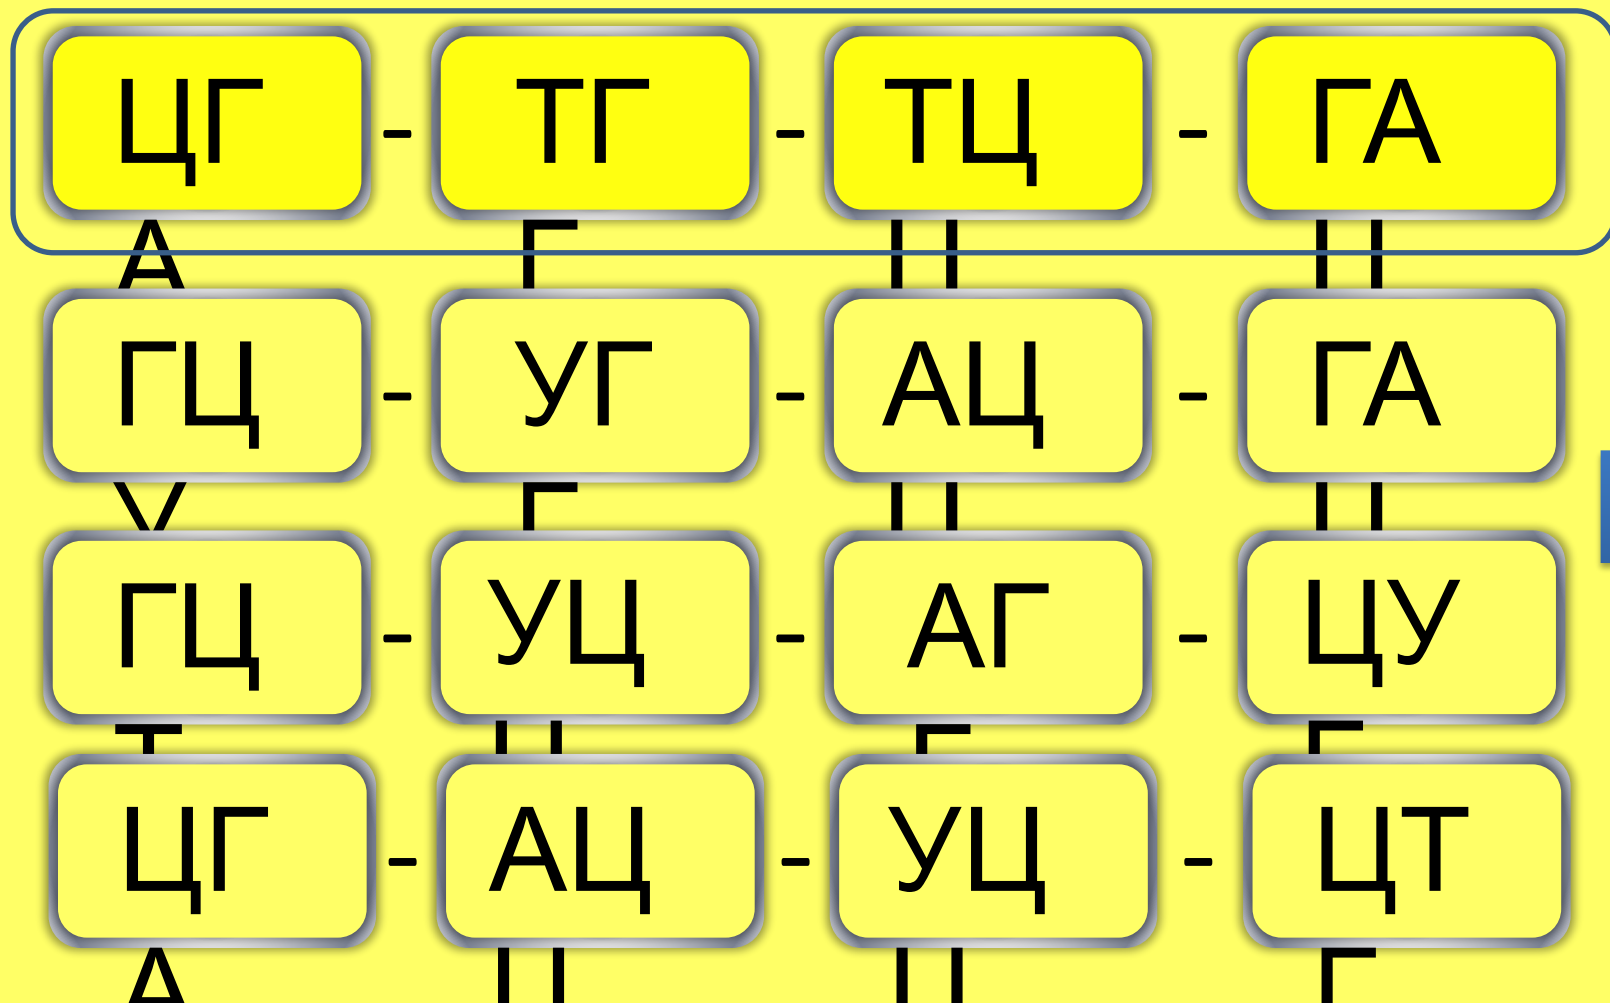 ЦГ - ТГ - ТЦ - ГА
А Г Ц Ц
ГЦ - УГ - АЦ - ГА
У Г Ц Ц
ГЦ - УЦ - АГ - ЦУ
Т Ц Г Г
ЦГ - АЦ - УЦ - ЦТ
А Ц Ц Г